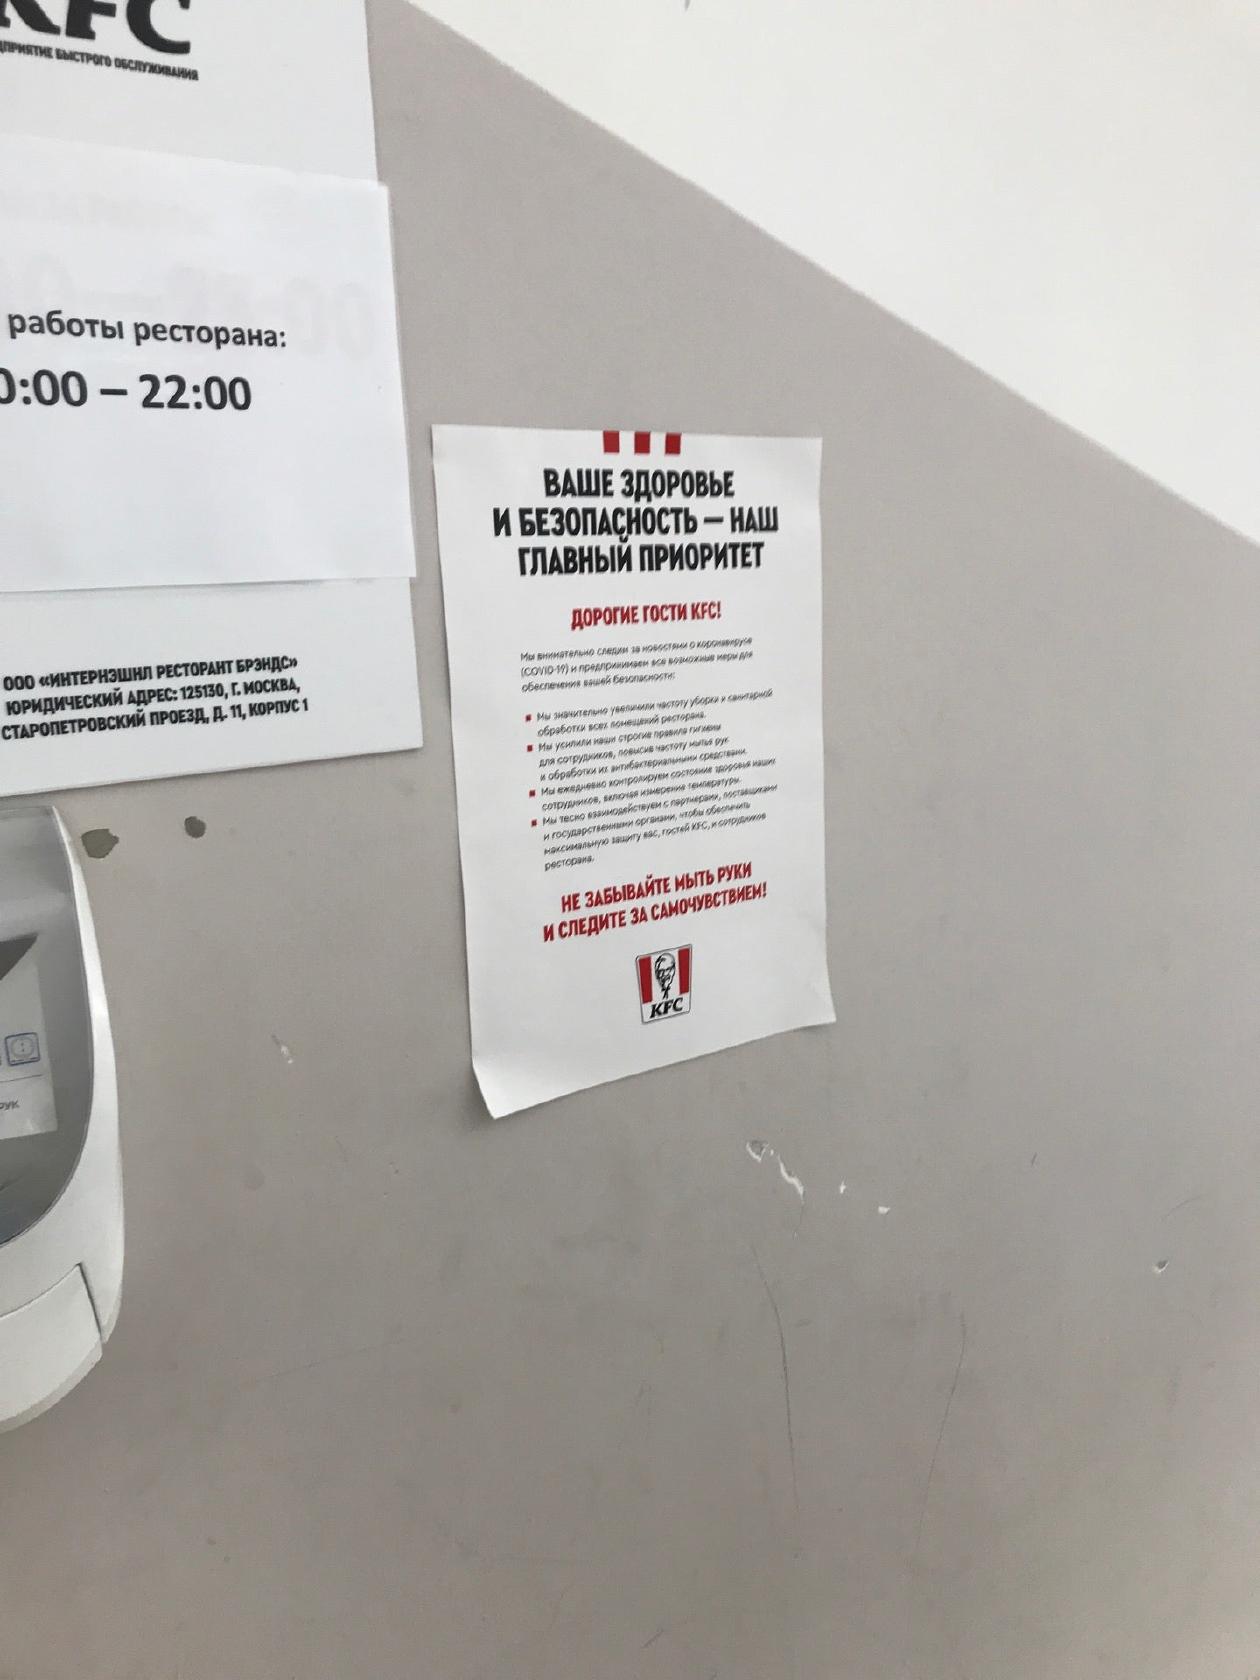 KFC
ПРИЯТИЕ БЫСТРОГО ОБСЛУЖИВАНИЯ
работы ресторана:
0:00 – 22:00
ООО «ИНТЕРНЭШНЛ РЕСТОРАНТ БРЭНДС»
ЮРИДИЧЕСКИЙ АДРЕС: 125130, Г. МОСКВА,
СТАРОПЕТРОВСКИЙ ПРОЕЗД, Д. 11, КОРПУС 1
ВАШЕ ЗДОРОВЬЕ
И БЕЗОПАСНОСТЬ — НАШ
ГЛАВНЫЙ ПРИОРИТЕТ
ДОРОГИЕ ГОСТИ KFC!
Мы внимательно следим за новостями о коронавирусе
(COVID-19) и предпринимаем все возможные меры для
обеспечения вашей безопасности:
Мы значительно увеличили частоту уборки и санитарной
обработки всех помещений ресторана.
Мы усилили наши строгие правила гигиены
для сотрудников, повысив частоту мытья рук
и обработки их антибактериальными средствами.
Мы ежедневно контролируем состояние здоровья наших
сотрудников, включая измерение температуры.
Мы тесно взаимодействуем с партнерами, поставщиками
и государственными органами, чтобы обеспечить
максимальную защиту вас, гостей KFC, и сотрудников
ресторана.
НЕ ЗАБЫВАЙТЕ МЫТЬ РУКИ
И СЛЕДИТЕ ЗА САМОЧУВСТВИЕМ!
KFC
РУК